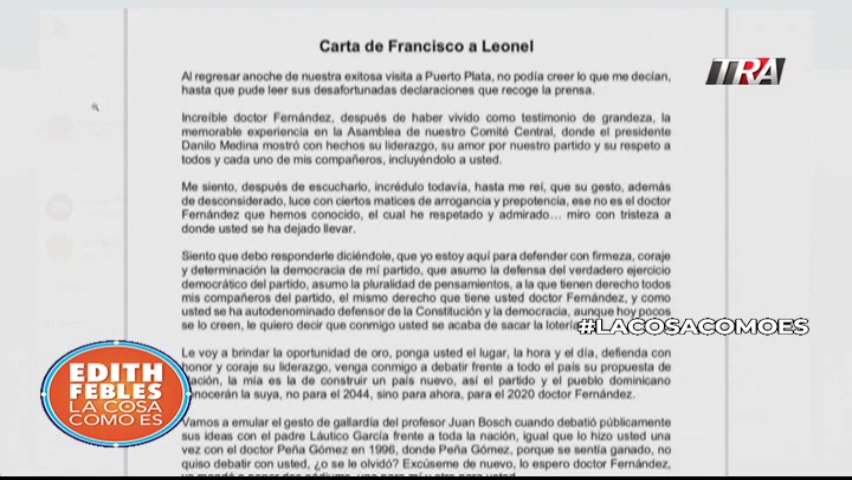 Carta de Francisco a Leonel
TRA
Al regresar anoche de nuestra exitosa visita a Puerto Plata, no podía creer lo que me decían,
hasta que pude leer sus desafortunadas declaraciones que recoge la prensa.
Increíble doctor Fernández, después de haber vivido como testimonio de grandeza, la
memorable experiencia en la Asamblea de nuestro Comité Central, donde el presidente
Danilo Medina mostró con hechos su liderazgo, su amor por nuestro partido y su respeto a
todos y cada uno de mis compañeros, incluyéndolo a usted.
Me siento, después de escucharlo, incrédulo todavía, hasta me reí, que su gesto, además
de desconsiderado, luce con ciertos matices de arrogancia y prepotencia, ese no es el doctor
Fernández que hemos conocido, el cual he respetado y admirado… miro con tristeza a
donde usted se ha dejado llevar.
Siento que debo responderle diciéndole, que yo estoy aquí para defender con firmeza, coraje
y determinación la democracia de mí partido, que asumo la defensa del verdadero ejercicio
democrático del partido, asumo la pluralidad de pensamientos, a la que tienen derecho todos
mis compañeros del partido, el mismo derecho que tiene usted doctor Fernández, y como
usted se ha autodenominado defensor de la Constitución y la democracia, aunque hoy pocos
se lo creen, le quiero decir que conmigo usted se acaba de sacar la lotería
#LACOSACOMOES
Le voy a brindar la oportunidad de oro, ponga usted el lugar, la hora y el día, defienda con
honor y coraje su liderazgo, venga conmigo a debatir frente a todo el país su propuesta de
nación, la mía es la de construir un país nuevo, así el partido y el pueblo dominicano
conocerán la suya, no para el 2044, sino para ahora, para el 2020 doctor Fernández.
EDITH
FEBLES
LA COSA
COMO ES
Vamos a emular el gesto de gallardía del profesor Juan Bosch cuando debatió públicamente
sus ideas con el padre Láutico García frente a toda la nación, igual que lo hizo usted una
vez con el doctor Peña Gómez en 1996, donde Peña Gómez, porque se sentía ganado, no
quiso debatir con usted, ¿o se le olvidó? Excúseme de nuevo, lo espero doctor Fernández,